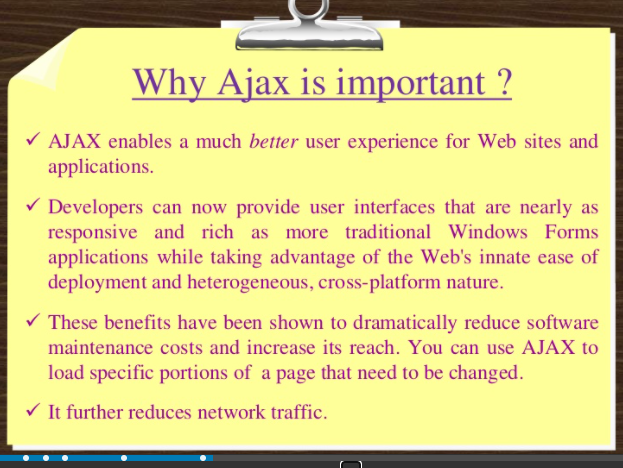 Why Ajax is important ?
AJAX enables a much better user experience for Web sites and
applications.
Developers can now provide user interfaces that are nearly as
responsive and rich as more traditional Windows Forms
applications while taking advantage of the Web's innate ease of
deployment and heterogeneous, cross-platform nature.
These benefits have been shown to dramatically reduce software
maintenance costs and increase its reach. You can use AJAX to
load specific portions of a page that need to be changed.
It further reduces network traffic.